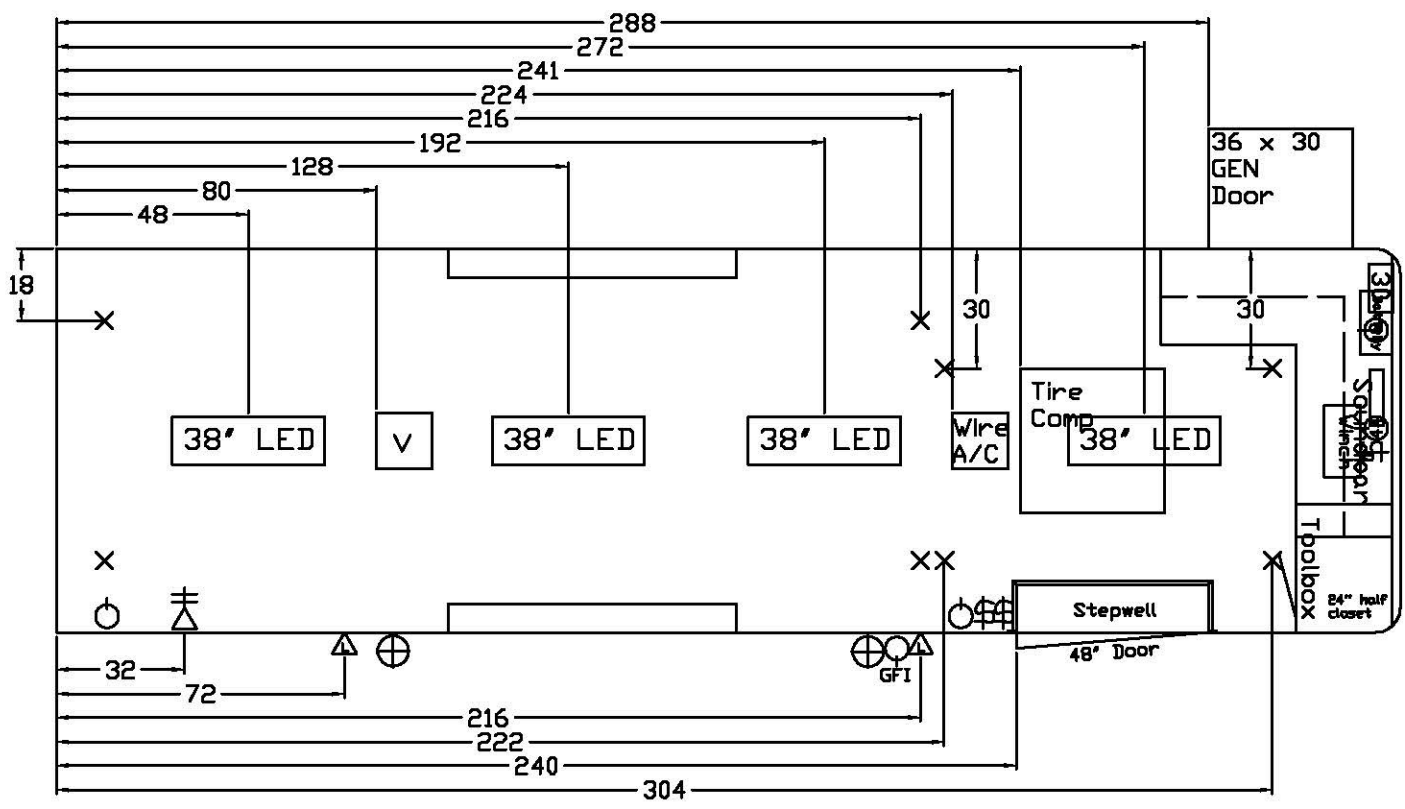 288
272
241
224
216
192
128
80
48
36 x 30
GEN
Door
18
30
30
30
Tire
Comp
38" LED
V
38" LED
38" LED
Wire
A/C
38" LED
Winch
Toolbox
24" half
closet
Stepwell
48" Door
L
L
GFI
32
72
216
222
240
304